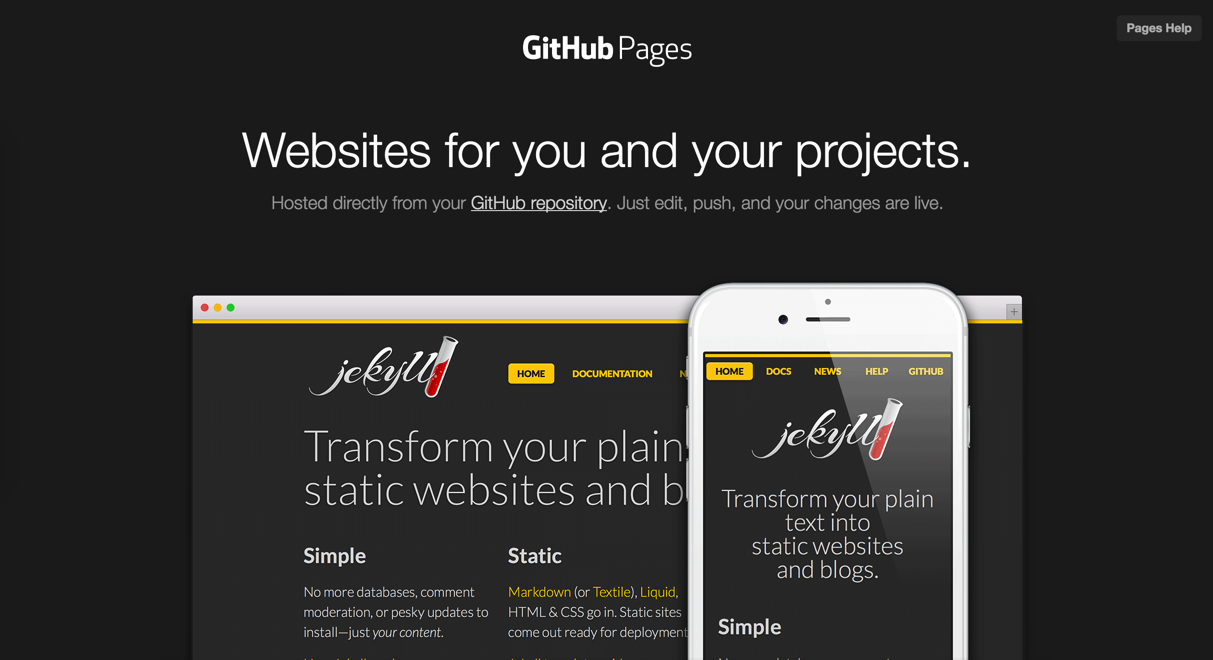 Pages Help
GitHub Pages
Websites for you and your projects.
Hosted directly from your GitHub repository. Just edit, push, and your changes are live.
jekyll
HOME DOCUMENTATION N
Transform your plain
static websites and b
Simple
No more databases, comment
moderation, or pesky updates to
install—just your content.
Static
Markdown (or Textile), Liquid,
HTML & CSS go in. Static sites
come out ready for deployment
HOME DOCS NEWS HELP GITHUB
jekyll
Transform your plain
text into
static websites
and blogs.
Simple